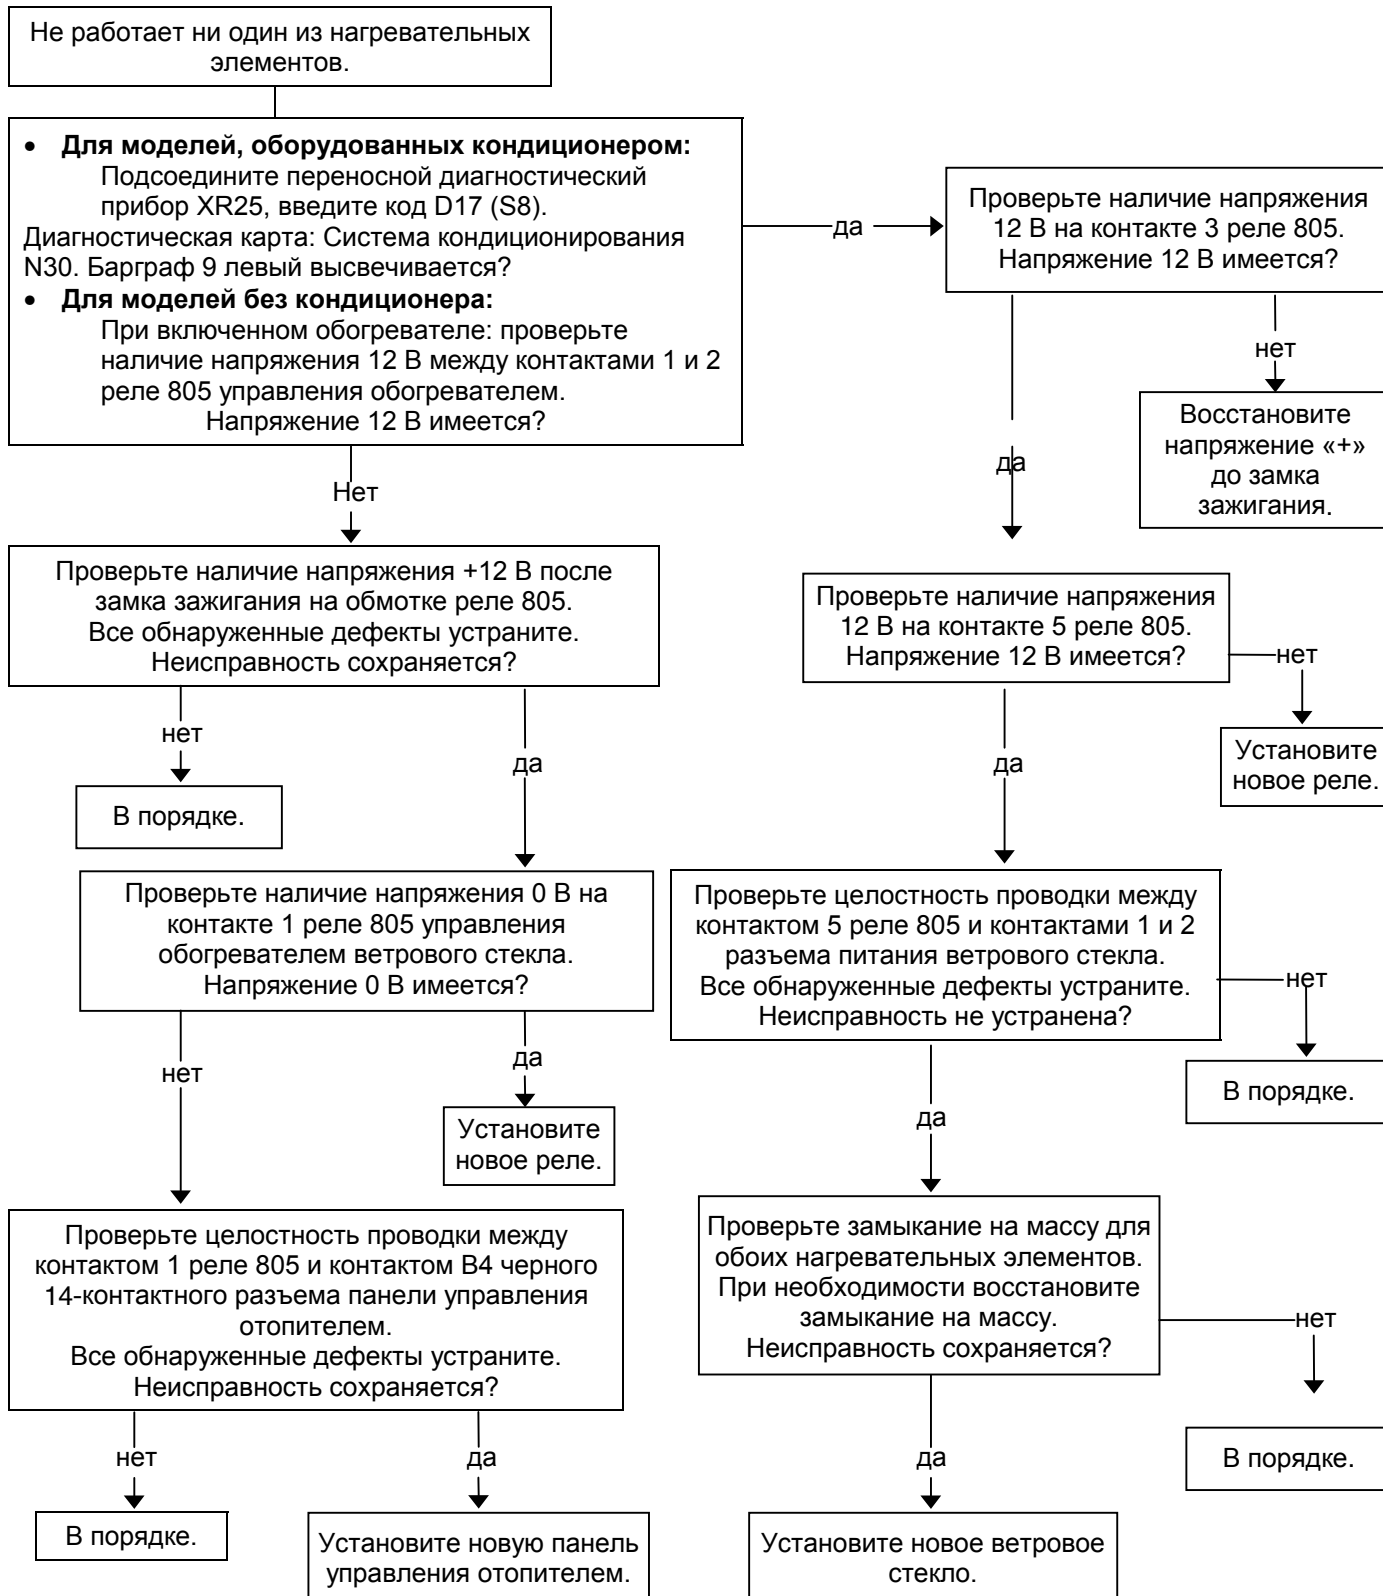 Не работает ни один из нагревательных
элементов.
• Для моделей, оборудованных кондиционером:
Подсоедините переносной диагностический
прибор XR25, введите код D17 (S8).
Диагностическая карта: Система кондиционирования
N30. Барграф 9 левый высвечивается?
• Для моделей без кондиционера:
При включенном обогревателе: проверьте
наличие напряжения 12 В между контактами 1 и 2
реле 805 управления обогревателем.
Напряжение 12 В имеется?
да
Проверьте наличие напряжения
12 В на контакте 3 реле 805.
Напряжение 12 В имеется?
нет
Восстановите
напряжение «+»
до замка
зажигания.
да
Нет
Проверьте наличие напряжения +12 В после
замка зажигания на обмотке реле 805.
Все обнаруженные дефекты устраните.
Неисправность сохраняется?
Проверьте наличие напряжения
12 В на контакте 5 реле 805.
Напряжение 12 В имеется?
нет
Установите
новое реле.
нет
да
да
В порядке.
Проверьте наличие напряжения 0 В на
контакте 1 реле 805 управления
обогревателем ветрового стекла.
Напряжение 0 В имеется?
Проверьте целостность проводки между
контактом 5 реле 805 и контактами 1 и 2
разъема питания ветрового стекла.
Все обнаруженные дефекты устраните.
Неисправность не устранена?
нет
В порядке.
нет
да
Установите
новое реле.
да
Проверьте целостность проводки между
контактом 1 реле 805 и контактом В4 черного
14-контактного разъема панели управления
отопителем.
Все обнаруженные дефекты устраните.
Неисправность сохраняется?
Проверьте замыкание на массу для
обоих нагревательных элементов.
При необходимости восстановите
замыкание на массу.
Неисправность сохраняется?
нет
В порядке.
нет
да
да
В порядке.
Установите новую панель
управления отопителем.
Установите новое ветровое
стекло.